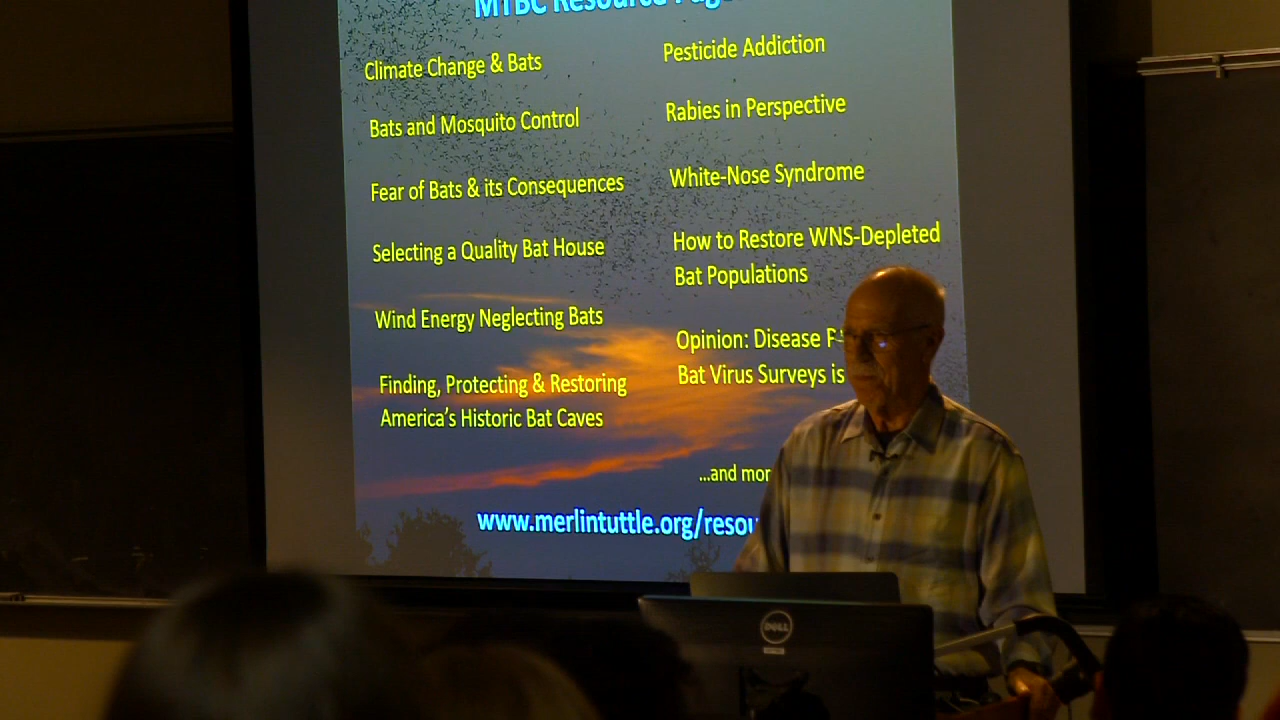 MTBC Resource
Climate Change & Bats
Bats and Mosquito Control
Fear of Bats & its Consequences
Selecting a Quality Bat House
Wind Energy Neglecting Bats
Finding, Protecting & Restoring
America's Historic Bat Caves
Pesticide Addiction
Rabies in Perspective
White-Nose Syndrome
How to Restore WNS-Depleted
Bat Populations
Opinion: Disease
Bat Virus Surveys is
...and mor
www.merlintuttle.org/resou
DELL